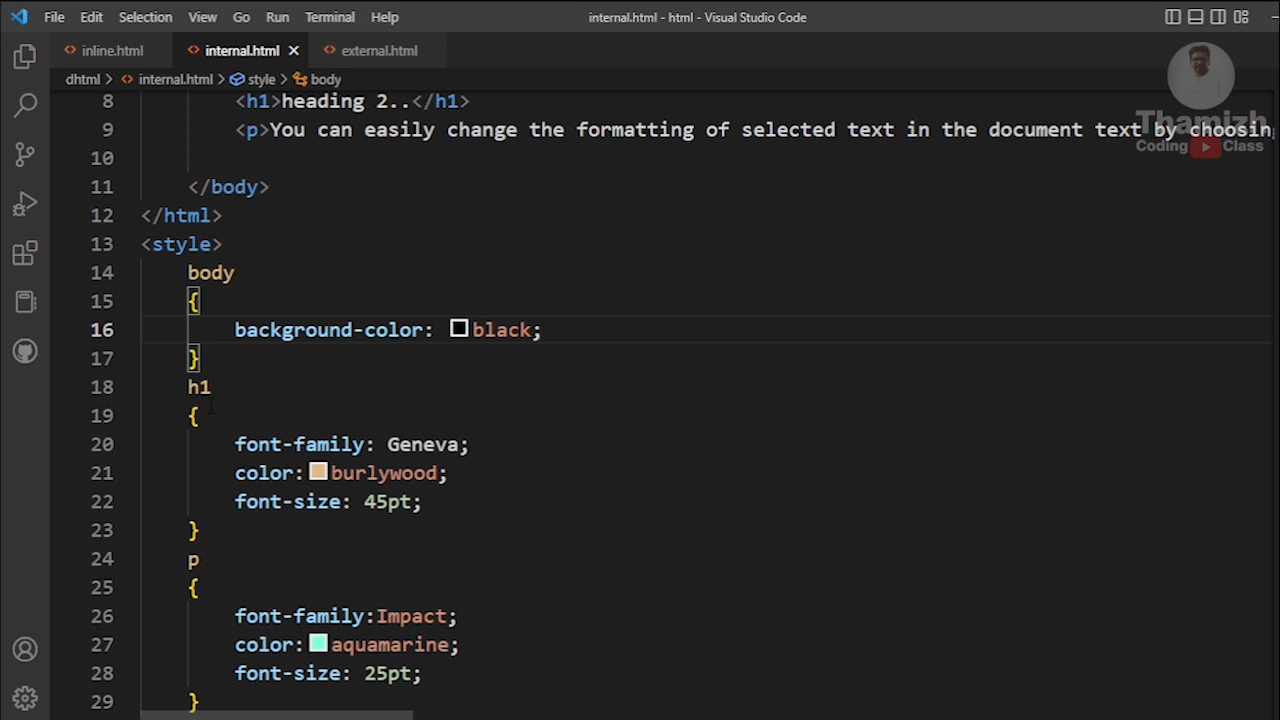 File Edit Selection View Go Run Terminal Help internal.html - html - Visual Studio Code
inline.html internal.html external.html
dhtml > internal.html > style > body
8 <h1>heading 2..</h1>
9 <p>You can easily change the formatting of selected text in the document text by choosin
10
11 </body>
12 </html>
13 <style>
14 body
15 {
16 background-color: black;
17 }
18 h1
19 {
20 font-family: Geneva;
21 color: burlywood;
22 font-size: 45pt;
23 }
24 p
25 {
26 font-family:Impact;
27 color: aquamarine;
28 font-size: 25pt;
29 }
Thamizh
Coding Class